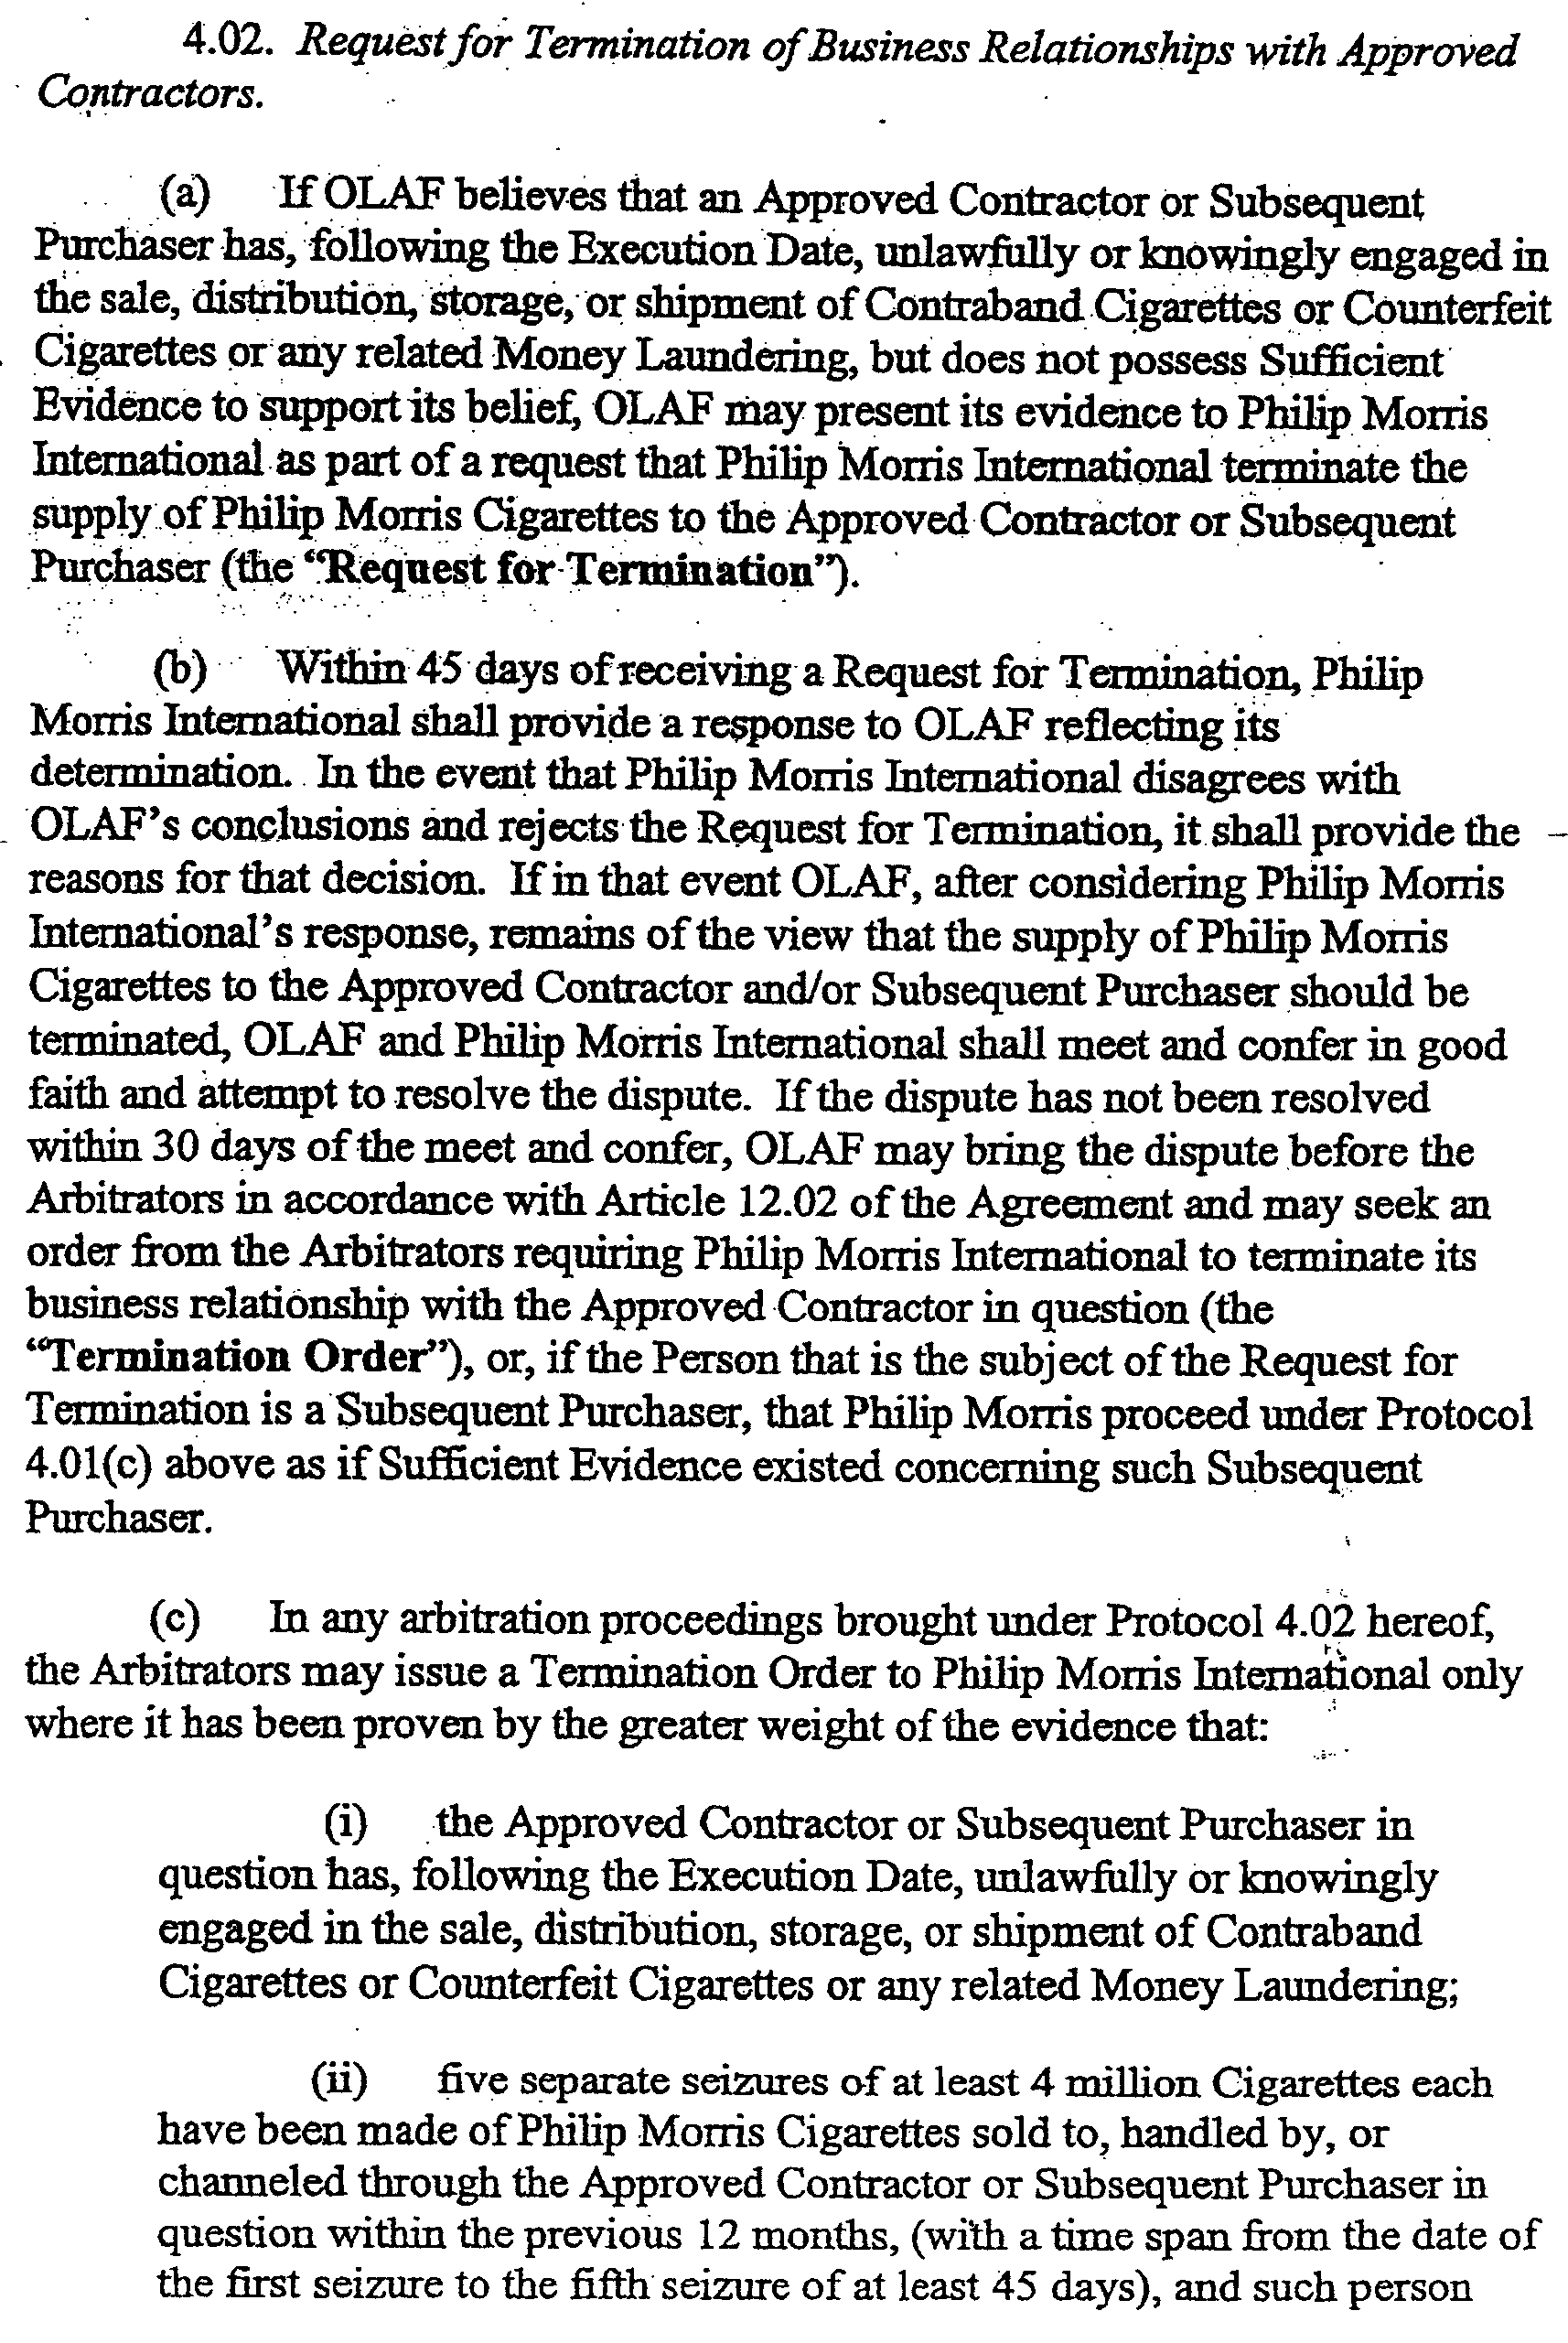 4.02. Request for Termination of Business Relationships with Approved
Contractors.
(a) If OLAF believes that an Approved Contractor or Subsequent
Purchaser has, following the Execution Date, unlawfully or knowingly engaged in
the sale, distribution, storage, or shipment of Contraband Cigarettes or Counterfeit
Cigarettes or any related Money Laundering, but does not possess Sufficient
Evidence to support its belief, OLAF may present its evidence to Philip Morris
International as part of a request that Philip Morris International terminate the
supply of Philip Morris Cigarettes to the Approved Contractor or Subsequent
Purchaser (the “Request for Termination”).
(b) Within 45 days of receiving a Request for Termination, Philip
Morris International shall provide a response to OLAF reflecting its
determination. In the event that Philip Morris International disagrees with
OLAF’s conclusions and rejects the Request for Termination, it shall provide the
reasons for that decision. If in that event OLAF, after considering Philip Morris
International’s response, remains of the view that the supply of Philip Morris
Cigarettes to the Approved Contractor and/or Subsequent Purchaser should be
terminated, OLAF and Philip Morris International shall meet and confer in good
faith and attempt to resolve the dispute. If the dispute has not been resolved
within 30 days of the meet and confer, OLAF may bring the dispute before the
Arbitrators in accordance with Article 12.02 of the Agreement and may seek an
order from the Arbitrators requiring Philip Morris International to terminate its
business relationship with the Approved Contractor in question (the
“Termination Order”), or, if the Person that is the subject of the Request for
Termination is a Subsequent Purchaser, that Philip Morris proceed under Protocol
4.01(c) above as if Sufficient Evidence existed concerning such Subsequent
Purchaser.
(c) In any arbitration proceedings brought under Protocol 4.02 hereof,
the Arbitrators may issue a Termination Order to Philip Morris International only
where it has been proven by the greater weight of the evidence that:
(i) the Approved Contractor or Subsequent Purchaser in
question has, following the Execution Date, unlawfully or knowingly
engaged in the sale, distribution, storage, or shipment of Contraband
Cigarettes or Counterfeit Cigarettes or any related Money Laundering;
(ii) five separate seizures of at least 4 million Cigarettes each
have been made of Philip Morris Cigarettes sold to, handled by, or
channeled through the Approved Contractor or Subsequent Purchaser in
question within the previous 12 months, (with a time span from the date of
the first seizure to the fifth seizure of at least 45 days), and such person